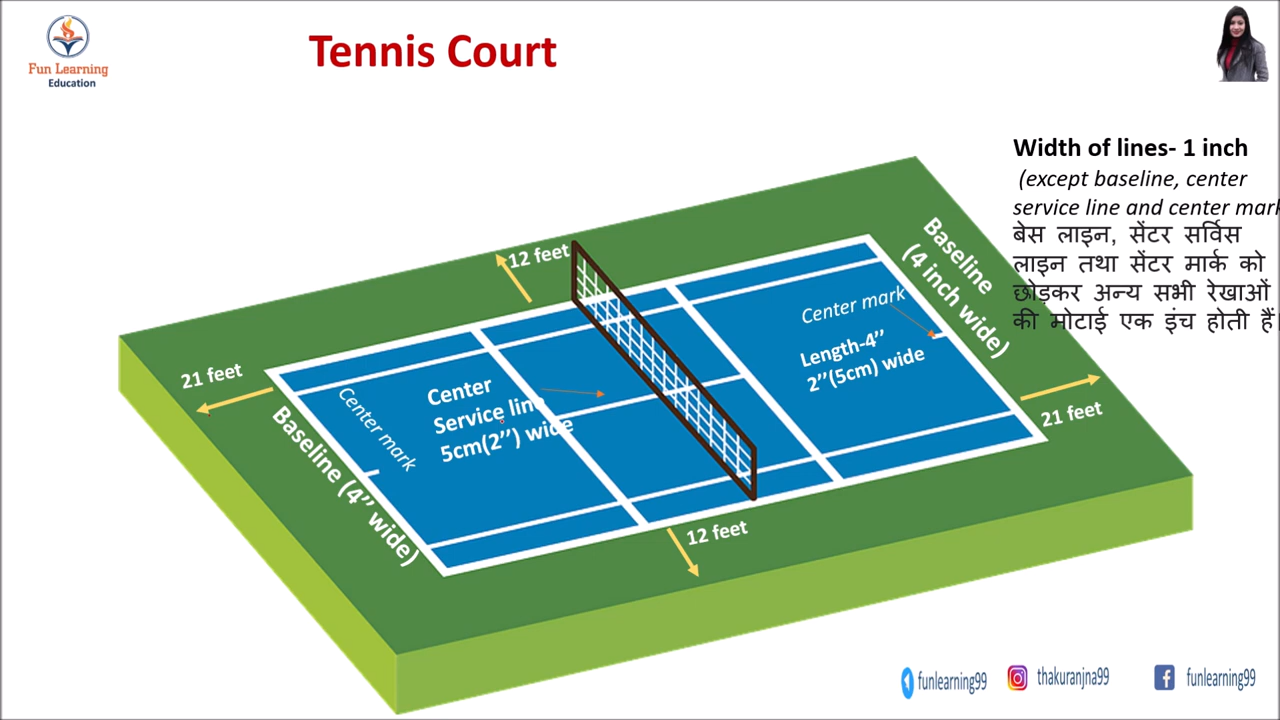 Fun Learning
Education
Tennis Court
Width of lines- 1 inch
(except baseline, center
service line and center mark
बेस लाइन, सेंटर सर्विस
लाइन तथा सेंटर मार्क को
छोड़कर अन्य सभी रेखाओं
की मोटाई एक इंच होती हैं।
12 feet
Baseline
(4 inch wide)
Center mark
Length-4’’
2’’(5cm) wide
21 feet
Center mark
Center
Service line
5cm(2’’) wide
21 feet
Baseline (4’’ wide)
12 feet
funlearning99
thakuranjna99
funlearning99